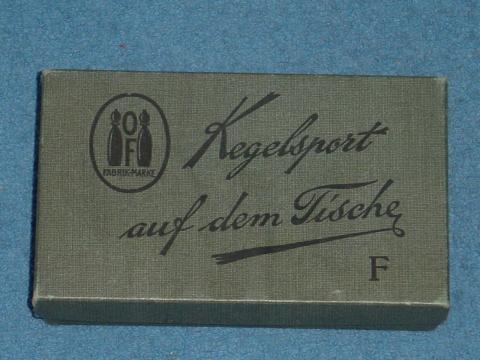 OF
FABRIK-MARKE
Kegelsport
auf dem Tische
F